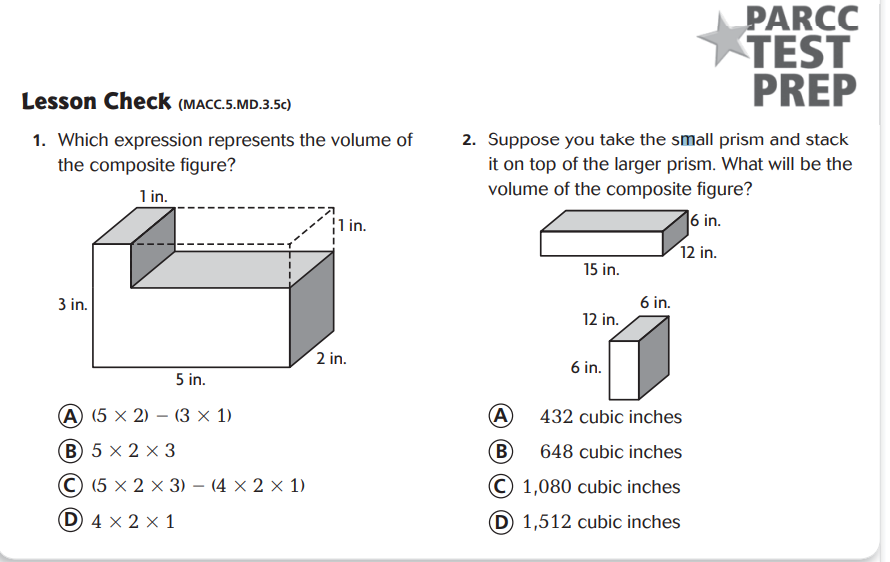 PARCC
TEST
PREP
Lesson Check (MACC.5.MD.3.5c)
1. Which expression represents the volume of
the composite figure?
1 in.
1 in.
3 in.
2 in.
5 in.
A (5 × 2) – (3 × 1)
B 5 × 2 × 3
C (5 × 2 × 3) – (4 × 2 × 1)
D 4 × 2 × 1
2. Suppose you take the small prism and stack
it on top of the larger prism. What will be the
volume of the composite figure?
6 in.
12 in.
15 in.
6 in.
12 in.
6 in.
A 432 cubic inches
B 648 cubic inches
C 1,080 cubic inches
D 1,512 cubic inches